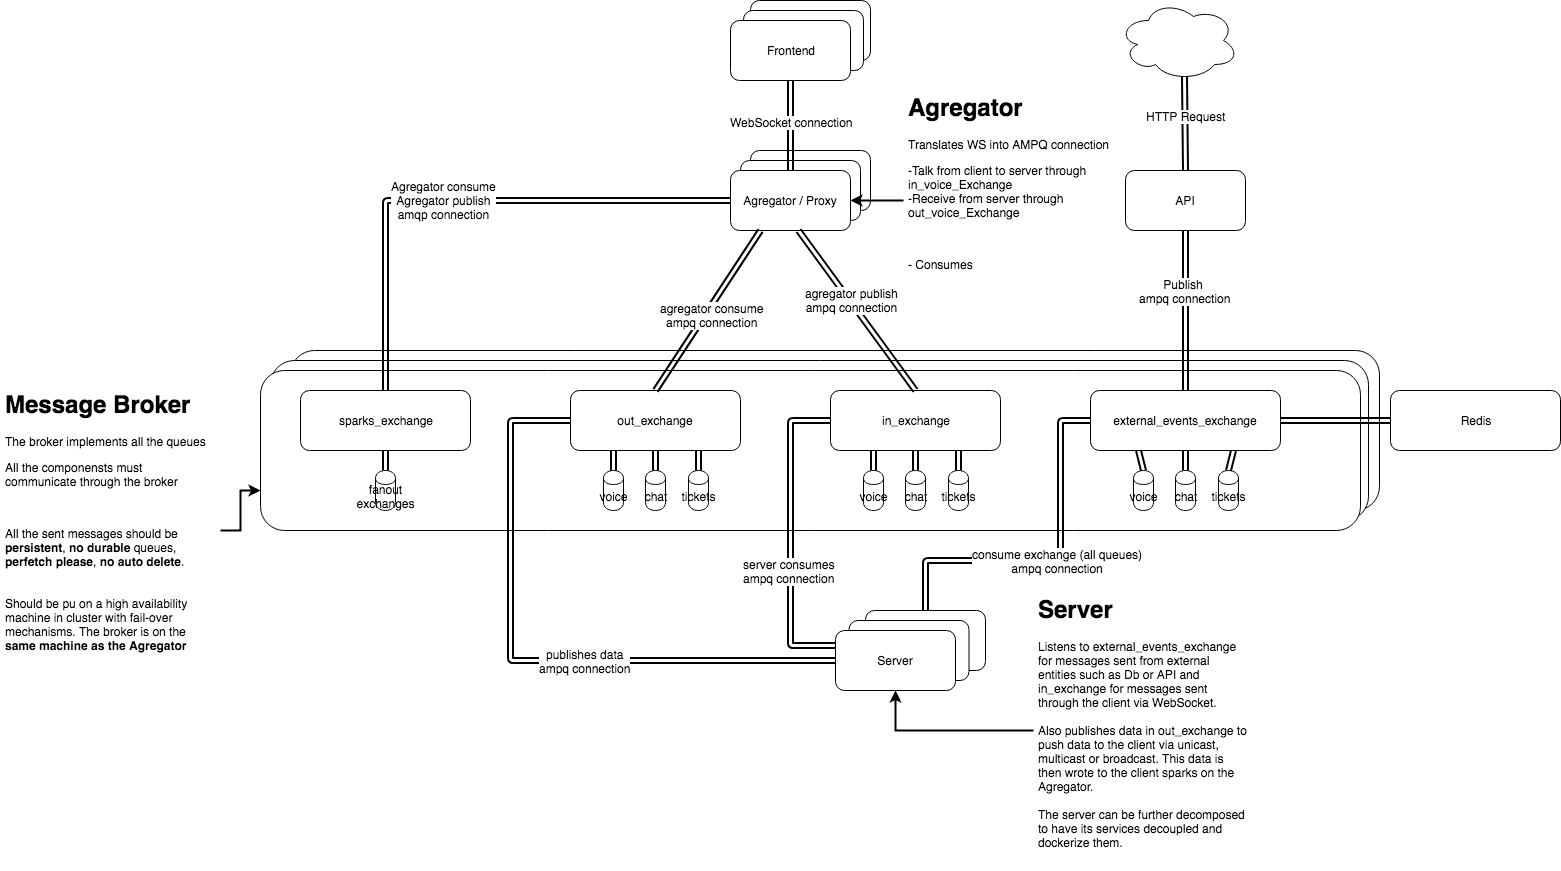 Frontend
WebSocket connection
Agregator
Translates WS into AMPQ connection
-Talk from client to server through
in_voice_Exchange
-Receive from server through
out_voice_Exchange
- Consumes
HTTP Request
API
Publish
ampq connection
Agregator / Proxy
Agregator consume
Agregator publish
amqp connection
agregator consume
ampq connection
agregator publish
ampq connection
Message Broker
The broker implements all the queues
All the componensts must
communicate through the broker
All the sent messages should be
persistent, no durable queues,
perfetch please, no auto delete.
Should be pu on a high availability
machine in cluster with fail-over
mechanisms. The broker is on the
same machine as the Agregator
sparks_exchange
fanout
exchanges
out_exchange
voice
chat
tickets
in_exchange
voice
chat
tickets
external_events_exchange
voice
chat
tickets
Redis
server consumes
ampq connection
consume exchange (all queues)
ampq connection
publishes data
ampq connection
Server
Server
Listens to external_events_exchange
for messages sent from external
entities such as Db or API and
in_exchange for messages sent
through the client via WebSocket.
Also publishes data in out_exchange to
push data to the client via unicast,
multicast or broadcast. This data is
then wrote to the client sparks on the
Agregator.
The server can be further decomposed
to have its services decoupled and
dockerize them.